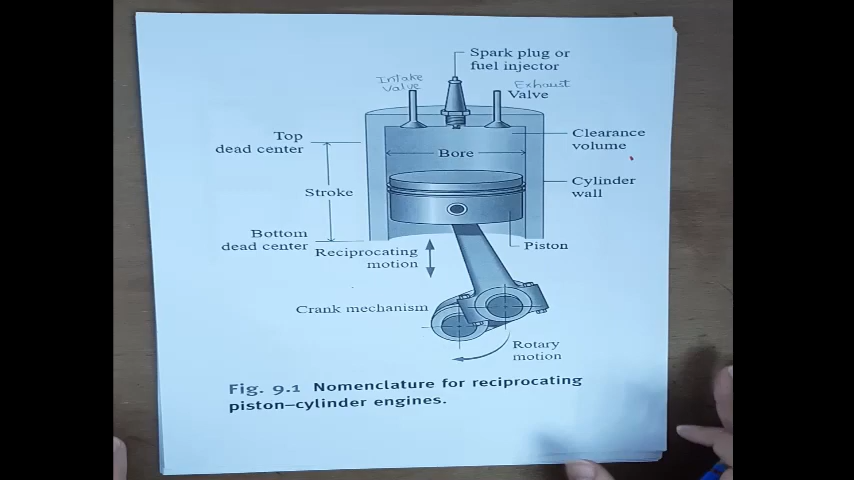 Spark plug or
fuel injector
Intake
Valve
Exhaust
Valve
Top
dead center
Clearance
volume
Bore
Stroke
Cylinder
wall
Bottom
dead center
Reciprocating
motion
Piston
Crank mechanism
Rotary
motion
Fig. 9.1 Nomenclature for reciprocating
piston–cylinder engines.